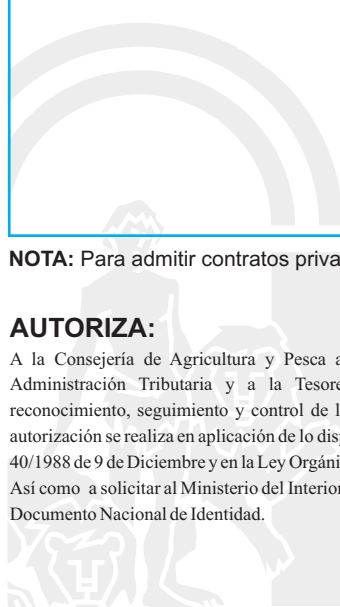 NOTA: Para admitir contratos priva
AUTORIZA:
A la Consejería de Agricultura y Pesca a
Administración Tributaria y a la Tesore
reconocimiento, seguimiento y control de l
autorización se realiza en aplicación de lo disp
40/1988 de 9 de Diciembre y en la Ley Orgáni
Así como a solicitar al Ministerio del Interior
Documento Nacional de Identidad.